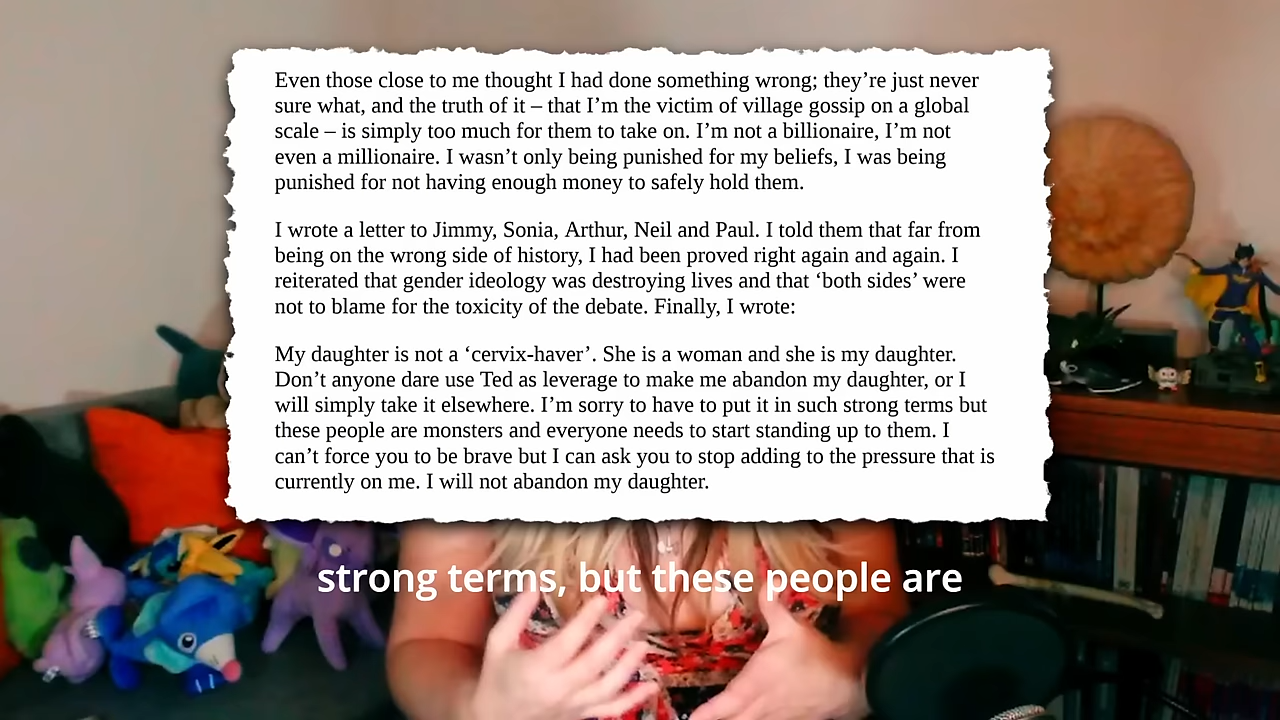 Even those close to me thought I had done something wrong; they’re just never
sure what, and the truth of it – that I’m the victim of village gossip on a global
scale – is simply too much for them to take on. I’m not a billionaire, I’m not
even a millionaire. I wasn’t only being punished for my beliefs, I was being
punished for not having enough money to safely hold them.
I wrote a letter to Jimmy, Sonia, Arthur, Neil and Paul. I told them that far from
being on the wrong side of history, I had been proved right again and again. I
reiterated that gender ideology was destroying lives and that ‘both sides’ were
not to blame for the toxicity of the debate. Finally, I wrote:
My daughter is not a ‘cervix-haver’. She is a woman and she is my daughter.
Don’t anyone dare use Ted as leverage to make me abandon my daughter, or I
will simply take it elsewhere. I’m sorry to have to put it in such strong terms but
these people are monsters and everyone needs to start standing up to them. I
can’t force you to be brave but I can ask you to stop adding to the pressure that is
currently on me. I will not abandon my daughter.
strong terms, but these people are